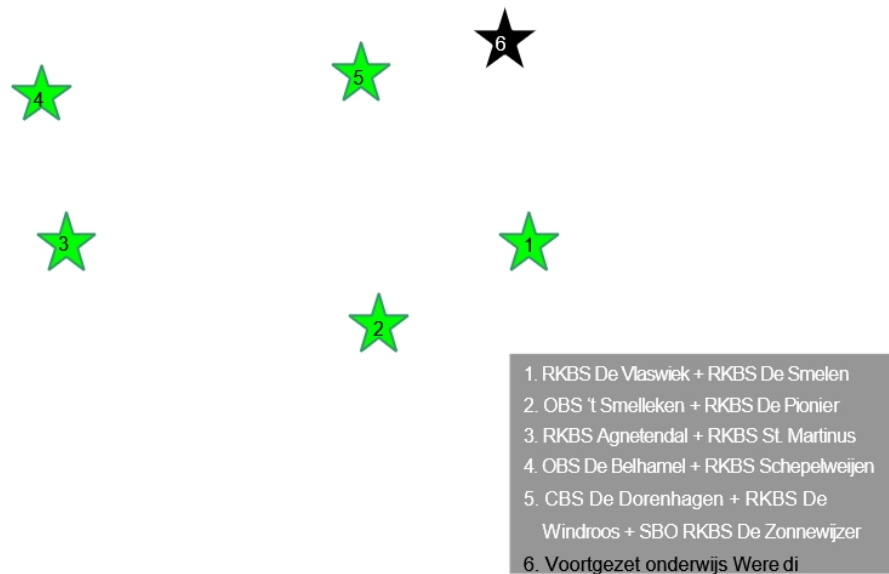 6
5
4
3
1
2
1. RKBS De Vlaswiek + RKBS De Smelen
2. OBS ‘t Smelleken + RKBS De Pionier
3. RKBS Agnetendal + RKBS St. Martinus
4. OBS De Belhamel + RKBS Schepelweijen
5. CBS De Dorenhagen + RKBS De
Windroos + SBO RKBS De Zonnewijzer
6. Voortgezet onderwijs Were di